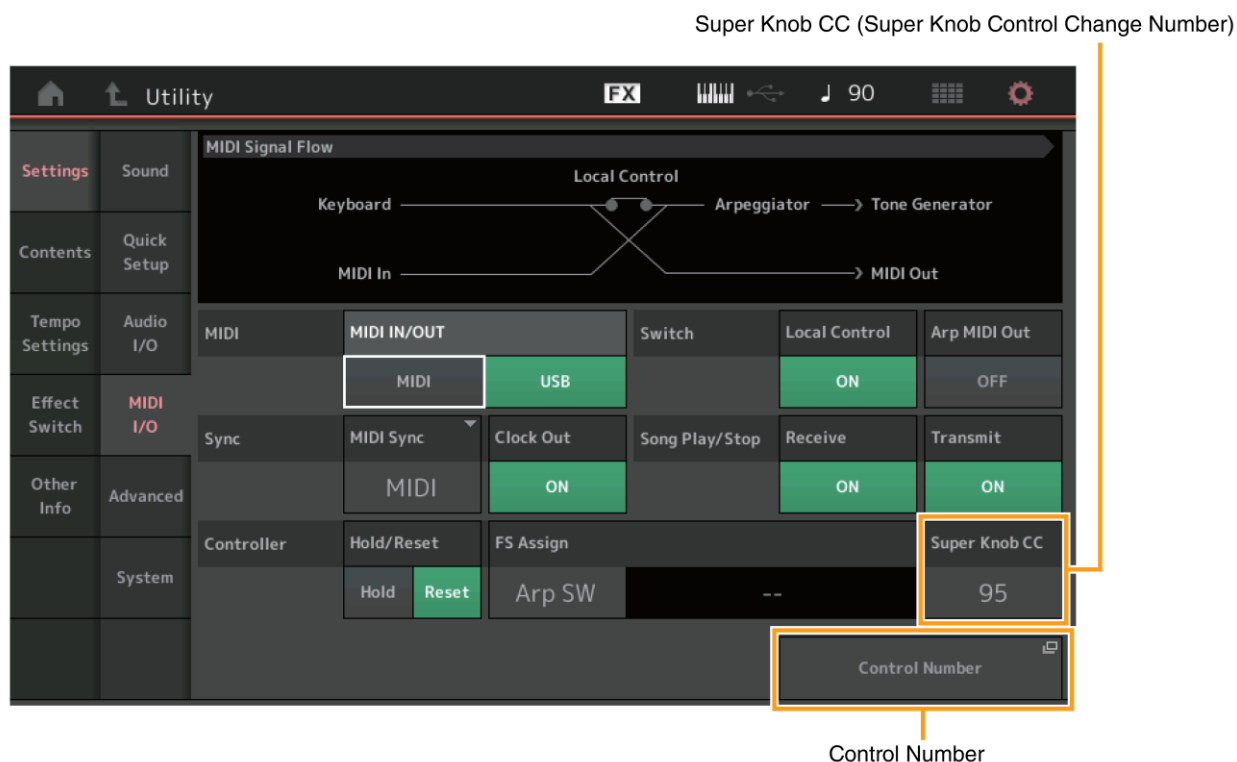 Super Knob CC (Super Knob Control Change Number)
Utility
FX
90
Settings
Sound
Contents
Quick
Setup
Tempo
Settings
Audio
I/O
Effect
Switch
MIDI
I/O
Other
Info
Advanced
System
MIDI Signal Flow
Local Control
Keyboard
Arpeggiator
Tone Generator
MIDI In
MIDI Out
MIDI
MIDI IN/OUT
MIDI
USB
Switch
Local Control
ON
Arp MIDI Out
OFF
Sync
MIDI Sync
MIDI
Clock Out
ON
Song Play/Stop
Receive
ON
Transmit
ON
Controller
Hold/Reset
Hold
Reset
FS Assign
Arp SW
--
Super Knob CC
95
Control Number
Control Number